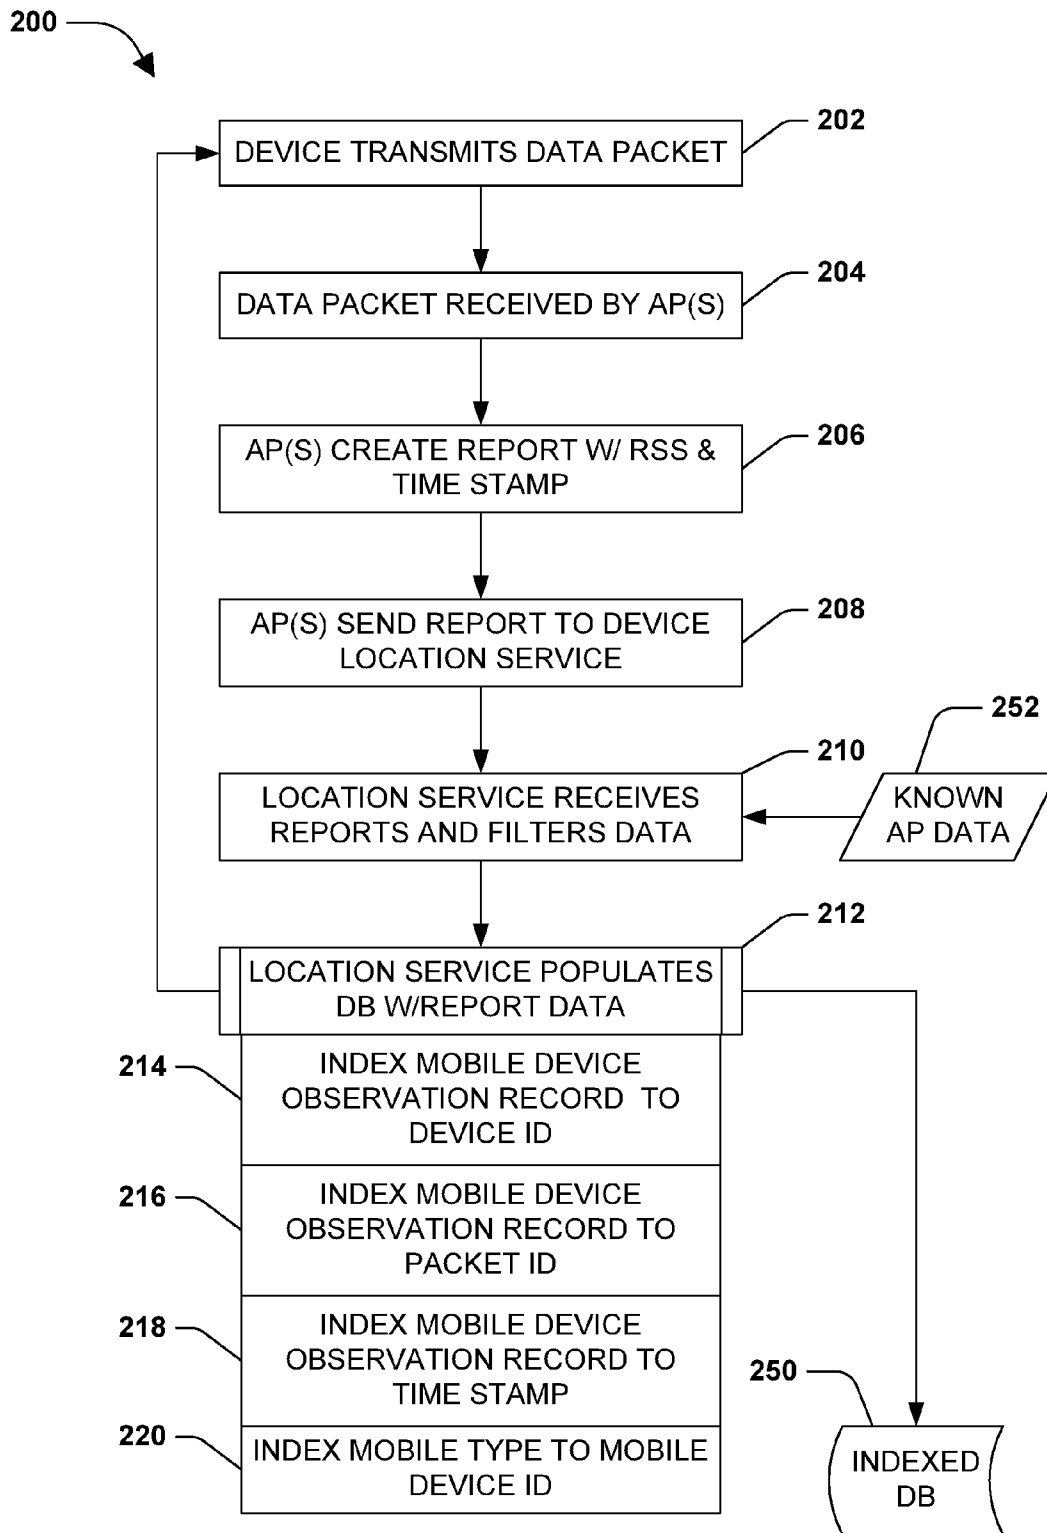 200
202
DEVICE TRANSMITS DATA PACKET
204
DATA PACKET RECEIVED BY AP(S)
206
AP(S) CREATE REPORT W/ RSS &
TIME STAMP
208
AP(S) SEND REPORT TO DEVICE
LOCATION SERVICE
252
210
LOCATION SERVICE RECEIVES
REPORTS AND FILTERS DATA
KNOWN
AP DATA
212
LOCATION SERVICE POPULATES
DB W/REPORT DATA
214
INDEX MOBILE DEVICE
OBSERVATION RECORD TO
DEVICE ID
216
INDEX MOBILE DEVICE
OBSERVATION RECORD TO
PACKET ID
218
INDEX MOBILE DEVICE
OBSERVATION RECORD TO
TIME STAMP
250
220
INDEX MOBILE TYPE TO MOBILE
DEVICE ID
INDEXED
DB